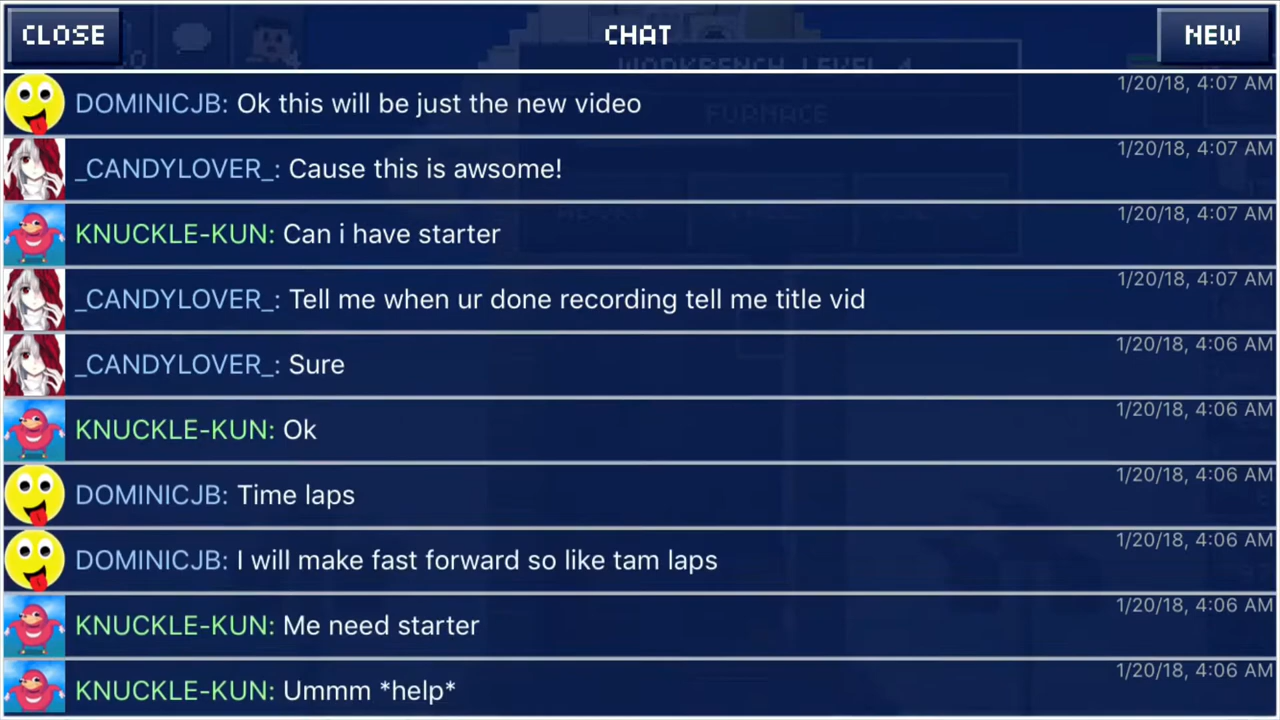 CLOSE
CHAT
NEW
WORKBENCH LEVEL 4
FURNACE
1/20/18, 4:07 AM
DOMINICJB: Ok this will be just the new video
1/20/18, 4:07 AM
_CANDYLOVER_: Cause this is awsome!
1/20/18, 4:07 AM
KNUCKLE-KUN: Can i have starter
1/20/18, 4:07 AM
_CANDYLOVER_: Tell me when ur done recording tell me title vid
1/20/18, 4:06 AM
_CANDYLOVER_: Sure
1/20/18, 4:06 AM
KNUCKLE-KUN: Ok
1/20/18, 4:06 AM
DOMINICJB: Time laps
1/20/18, 4:06 AM
DOMINICJB: I will make fast forward so like tam laps
1/20/18, 4:06 AM
KNUCKLE-KUN: Me need starter
1/20/18, 4:06 AM
KNUCKLE-KUN: Ummm *help*